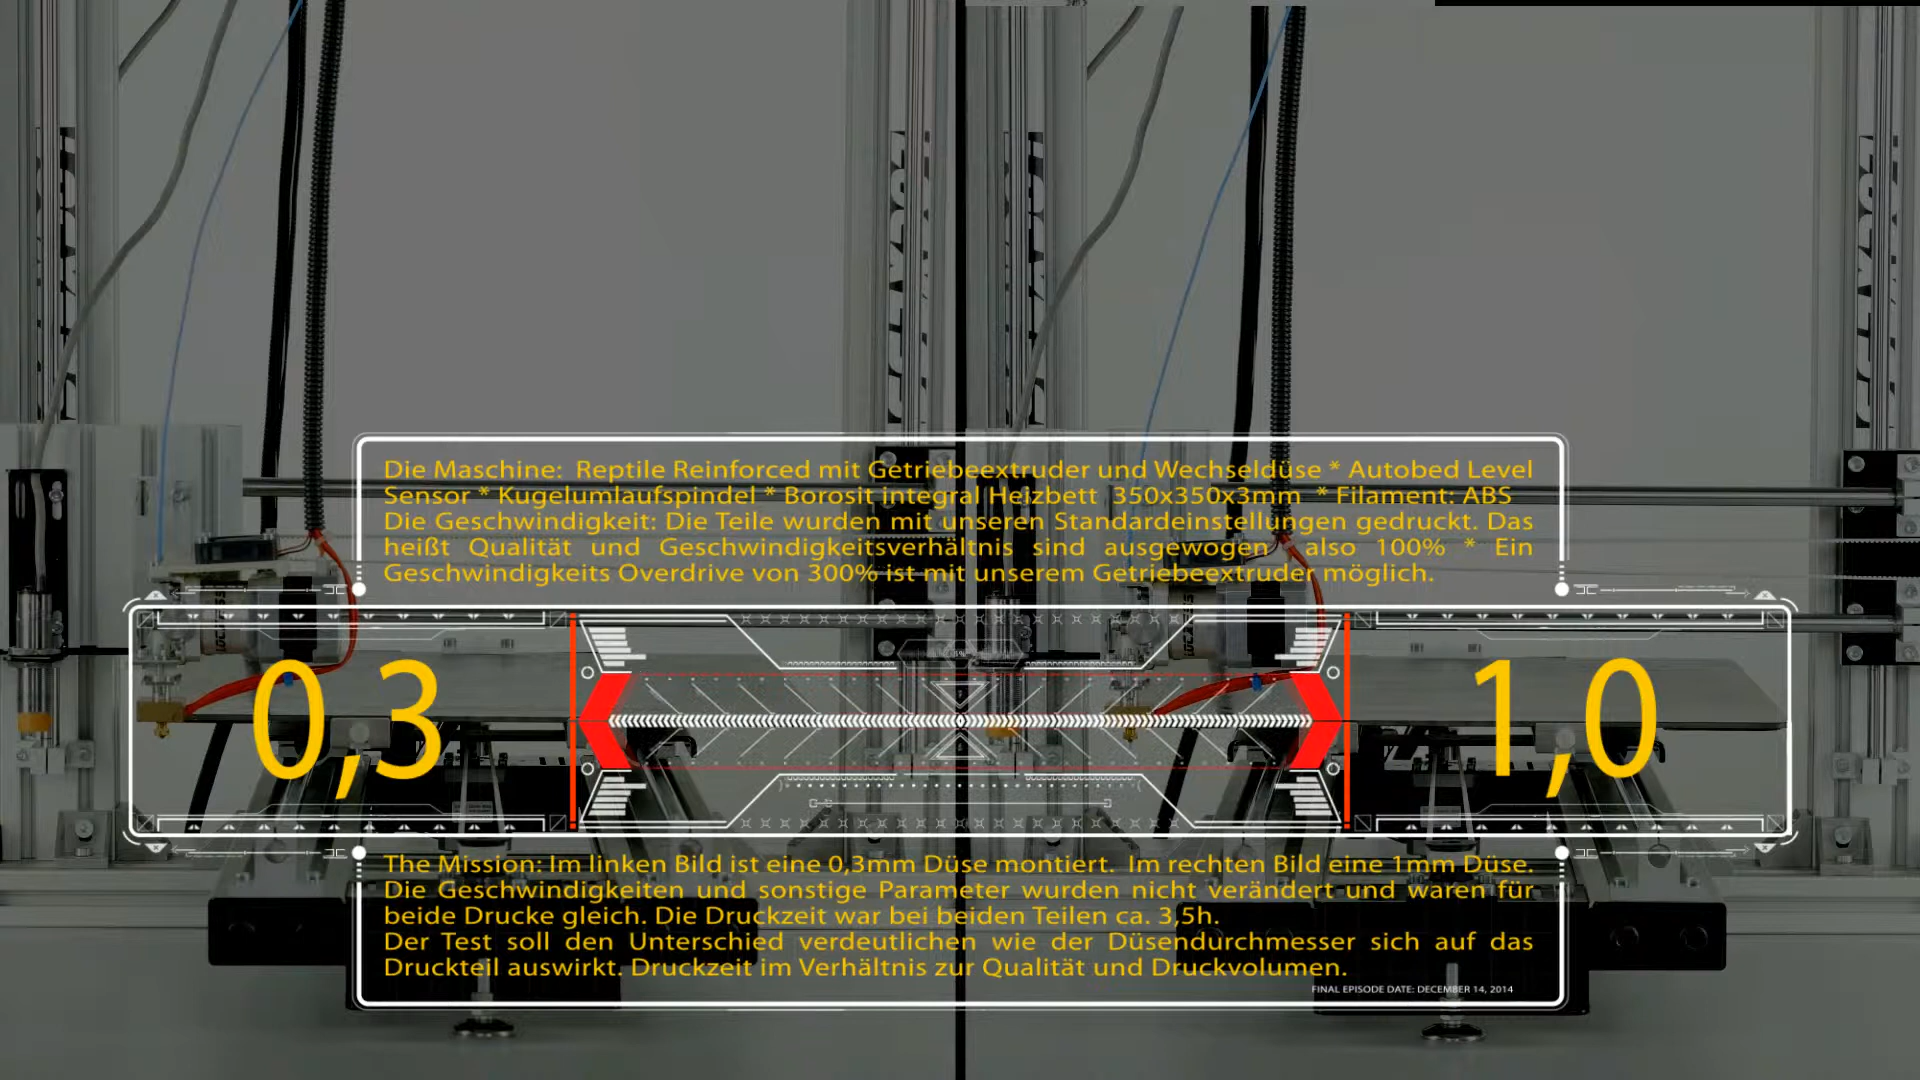 Die Maschine: Reptile Reinforced mit Getriebeextruder und Wechseldüse * Autobed Level
Sensor * Kugelumlaufspindel * Borosit integral Heizbett 350x350x3mm * Filament: ABS
Die Geschwindigkeit: Die Teile wurden mit unseren Standardeinstellungen gedruckt. Das
heißt Qualität und Geschwindigkeitsverhältnis sind ausgewogen, also 100% * Ein
Geschwindigkeits Overdrive von 300% ist mit unserem Getriebeextruder möglich.
0,3
1,0
The Mission: Im linken Bild ist eine 0,3mm Düse montiert. Im rechten Bild eine 1mm Düse.
Die Geschwindigkeiten und sonstige Parameter wurden nicht verändert und waren für
beide Drucke gleich. Die Druckzeit war bei beiden Teilen ca. 3,5h.
Der Test soll den Unterschied verdeutlichen wie der Düsendurchmesser sich auf das
Druckteil auswirkt. Druckzeit im Verhältnis zur Qualität und Druckvolumen.
FINAL EPISODE DATE: DECEMBER 14, 2014